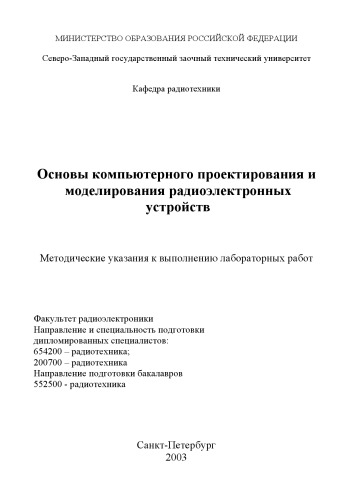 МИНИСТЕРСТВО ОБРАЗОВАНИЯ РОССИЙСКОЙ ФЕДЕРАЦИИ
Северо-Западный государственный заочный технический университет
Кафедра радиотехники
Основы компьютерного проектирования и
моделирования радиоэлектронных
устройств
Методические указания к выполнению лабораторных работ
Факультет радиоэлектроники
Направление и специальность подготовки
дипломированных специалистов:
654200 – радиотехника;
200700 – радиотехника
Направление подготовки бакалавров
552500 - радиотехника
Санкт-Петербург
2003